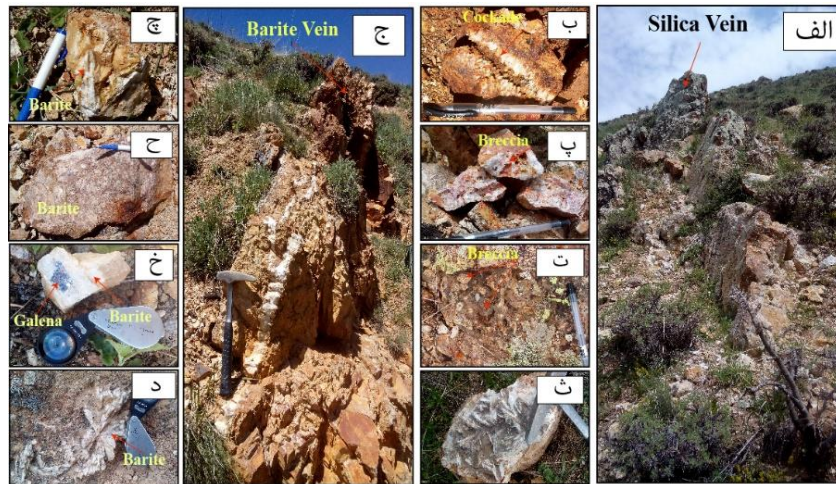 الف
Silica Vein
ب
Cockade
پ
Breccia
ت
Breccia
ث
ج
Barite Vein
چ
Barite
ح
Barite
خ
Galena
Barite
د
Barite